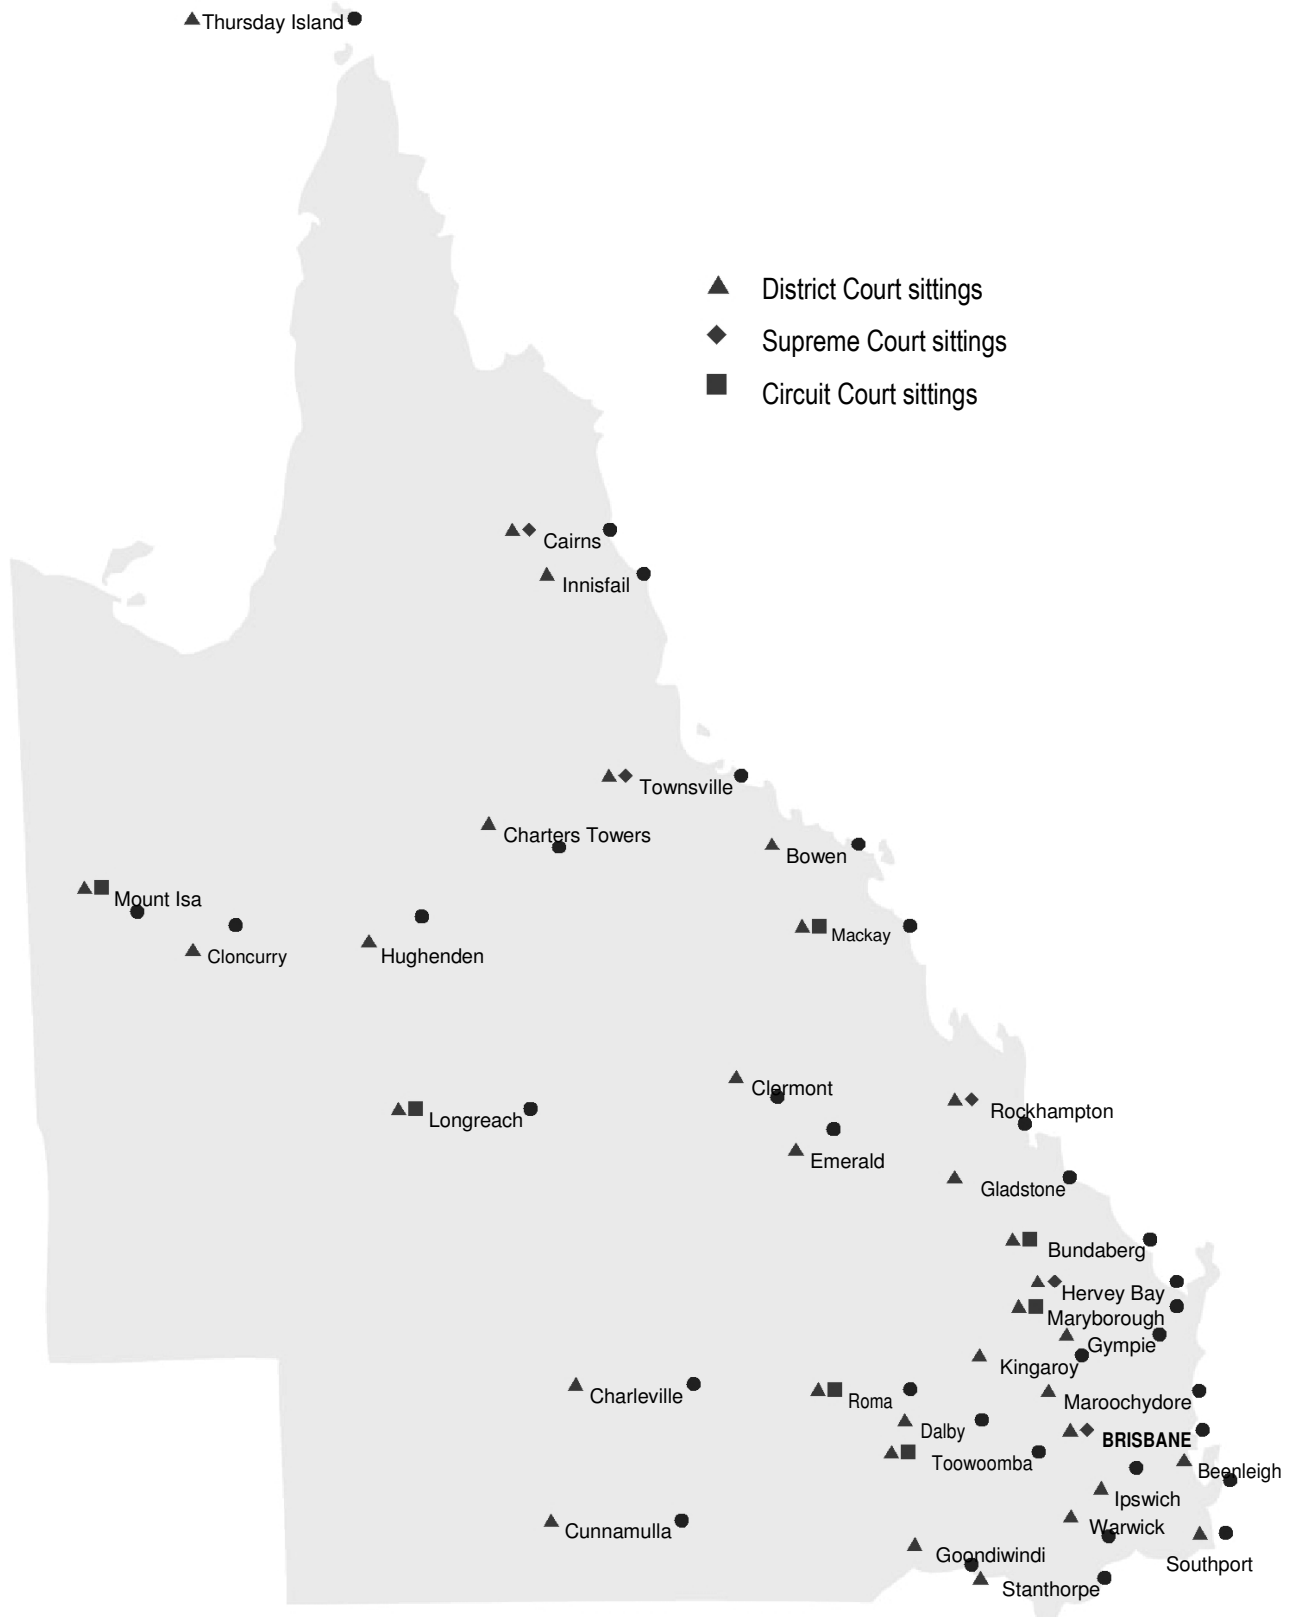 Thursday Island
District Court sittings
Supreme Court sittings
Circuit Court sittings
Cairns
Innisfail
Townsville
Charters Towers
Bowen
Mount Isa
Mackay
Cloncurry
Hughenden
Clermont
Longreach
Rockhampton
Emerald
Gladstone
Bundaberg
Hervey Bay
Maryborough
Gympie
Kingaroy
Charleville
Roma
Maroochydore
Dalby
BRISBANE
Toowoomba
Beenleigh
Ipswich
Cunnamulla
Warwick
Goondiwindi
Southport
Stanthorpe